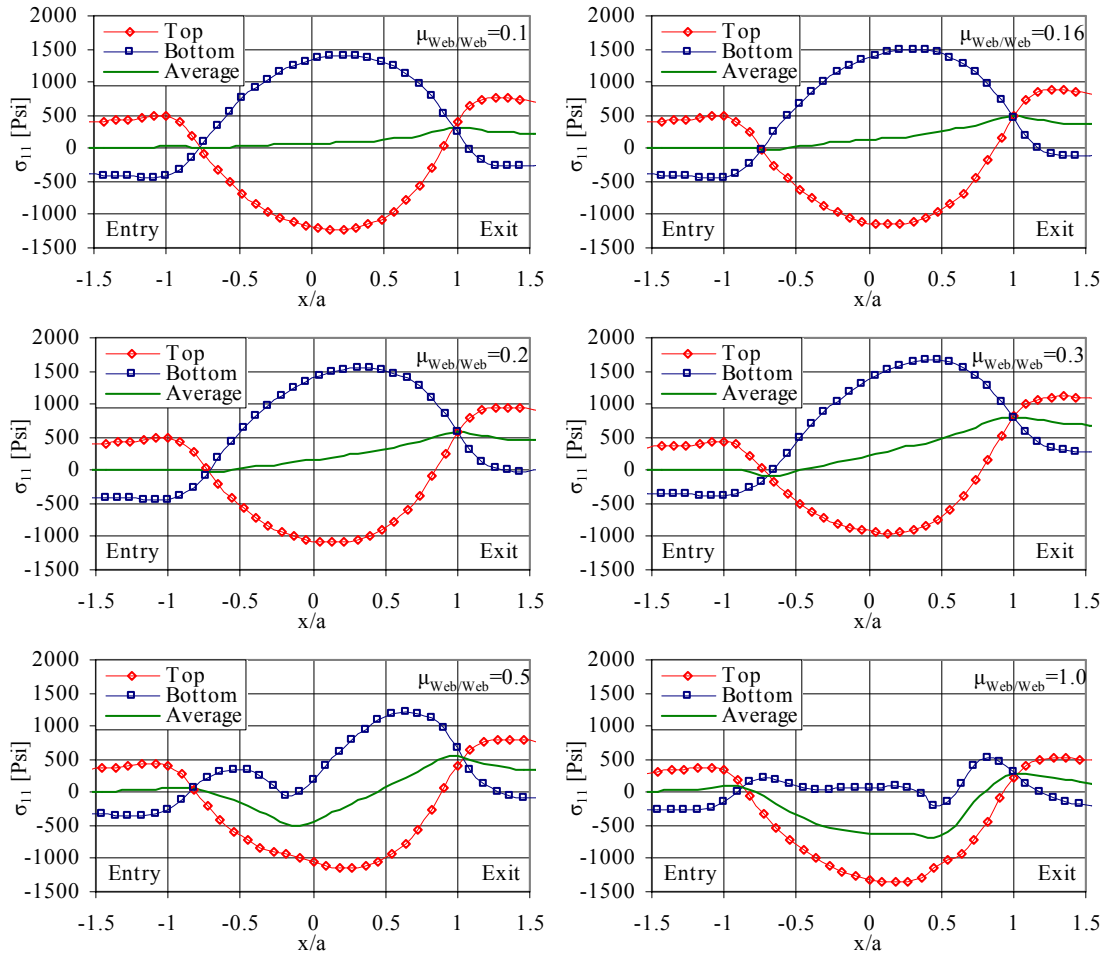 2000
1500
1000
500
0
-500
-1000
-1500
σ11 [Psi]
Top
Bottom
Average
μWeb/Web=0.1
Entry
Exit
-1.5 -1 -0.5 0 0.5 1 1.5
x/a
2000
1500
1000
500
0
-500
-1000
-1500
σ11 [Psi]
Top
Bottom
Average
μWeb/Web=0.16
Entry
Exit
-1.5 -1 -0.5 0 0.5 1 1.5
x/a
2000
1500
1000
500
0
-500
-1000
-1500
σ11 [Psi]
Top
Bottom
Average
μWeb/Web=0.2
Entry
Exit
-1.5 -1 -0.5 0 0.5 1 1.5
x/a
2000
1500
1000
500
0
-500
-1000
-1500
σ11 [Psi]
Top
Bottom
Average
μWeb/Web=0.3
Entry
Exit
-1.5 -1 -0.5 0 0.5 1 1.5
x/a
2000
1500
1000
500
0
-500
-1000
-1500
σ11 [Psi]
Top
Bottom
Average
μWeb/Web=0.5
Entry
Exit
-1.5 -1 -0.5 0 0.5 1 1.5
x/a
2000
1500
1000
500
0
-500
-1000
-1500
σ11 [Psi]
Top
Bottom
Average
μWeb/Web=1.0
Entry
Exit
-1.5 -1 -0.5 0 0.5 1 1.5
x/a